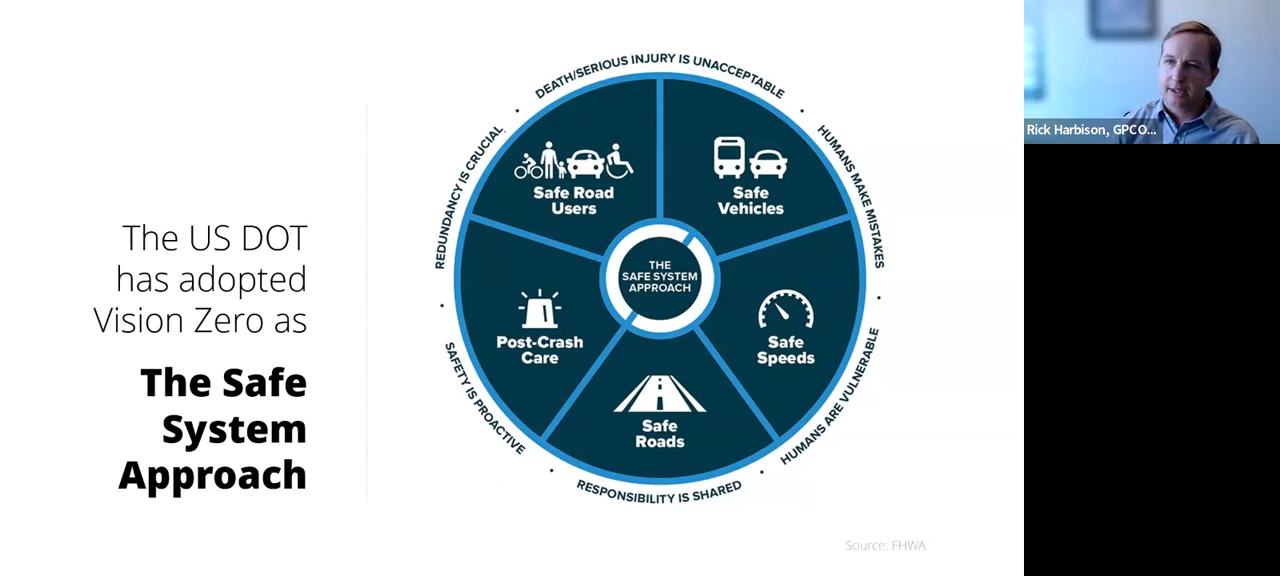 The US DOT
has adopted
Vision Zero as
The Safe
System
Approach
DEATH/SERIOUS INJURY IS UNACCEPTABLE
HUMANS MAKE MISTAKES
HUMANS ARE VULNERABLE
RESPONSIBILITY IS SHARED
SAFETY IS PROACTIVE
REDUNDANCY IS CRUCIAL
Safe Road
Users
Safe
Vehicles
THE
SAFE SYSTEM
APPROACH
Post-Crash
Care
Safe
Speeds
Safe
Roads
Source: FHWA
Rick Harbison, GPCO...